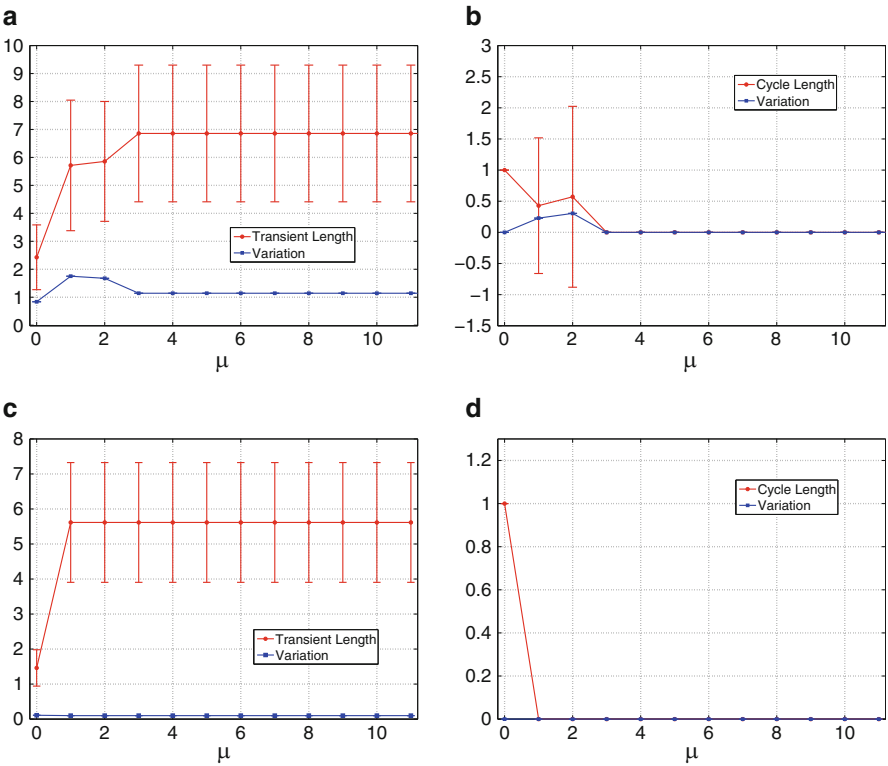 a
10
9
8
7
6
5
4
3
2
1
0
Transient Length
Variation
0 2 4 6 8 10
μ
b
3
2.5
2
1.5
1
0.5
0
−0.5
−1
−1.5
Cycle Length
Variation
0 2 4 6 8 10
μ
c
8
7
6
5
4
3
2
1
0
Transient Length
Variation
0 2 4 6 8 10
μ
d
1.2
1
0.8
0.6
0.4
0.2
0
Cycle Length
Variation
0 2 4 6 8 10
μ